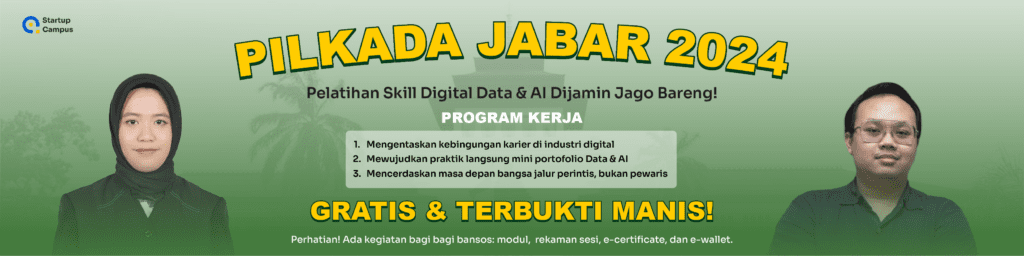 Startup
Campus
PILKADA JABAR 2024
Pelatihan Skill Digital Data & AI Dijamin Jago Bareng!
PROGRAM KERJA
1. Mengentaskan kebingungan karier di industri digital
2. Mewujudkan praktik langsung mini portofolio Data & AI
3. Mencerdaskan masa depan bangsa jalur perintis, bukan pewaris
GRATIS & TERBUKTI MANIS!
Perhatian! Ada kegiatan bagi bagi bansos: modul, rekaman sesi, e-certificate, dan e-wallet.